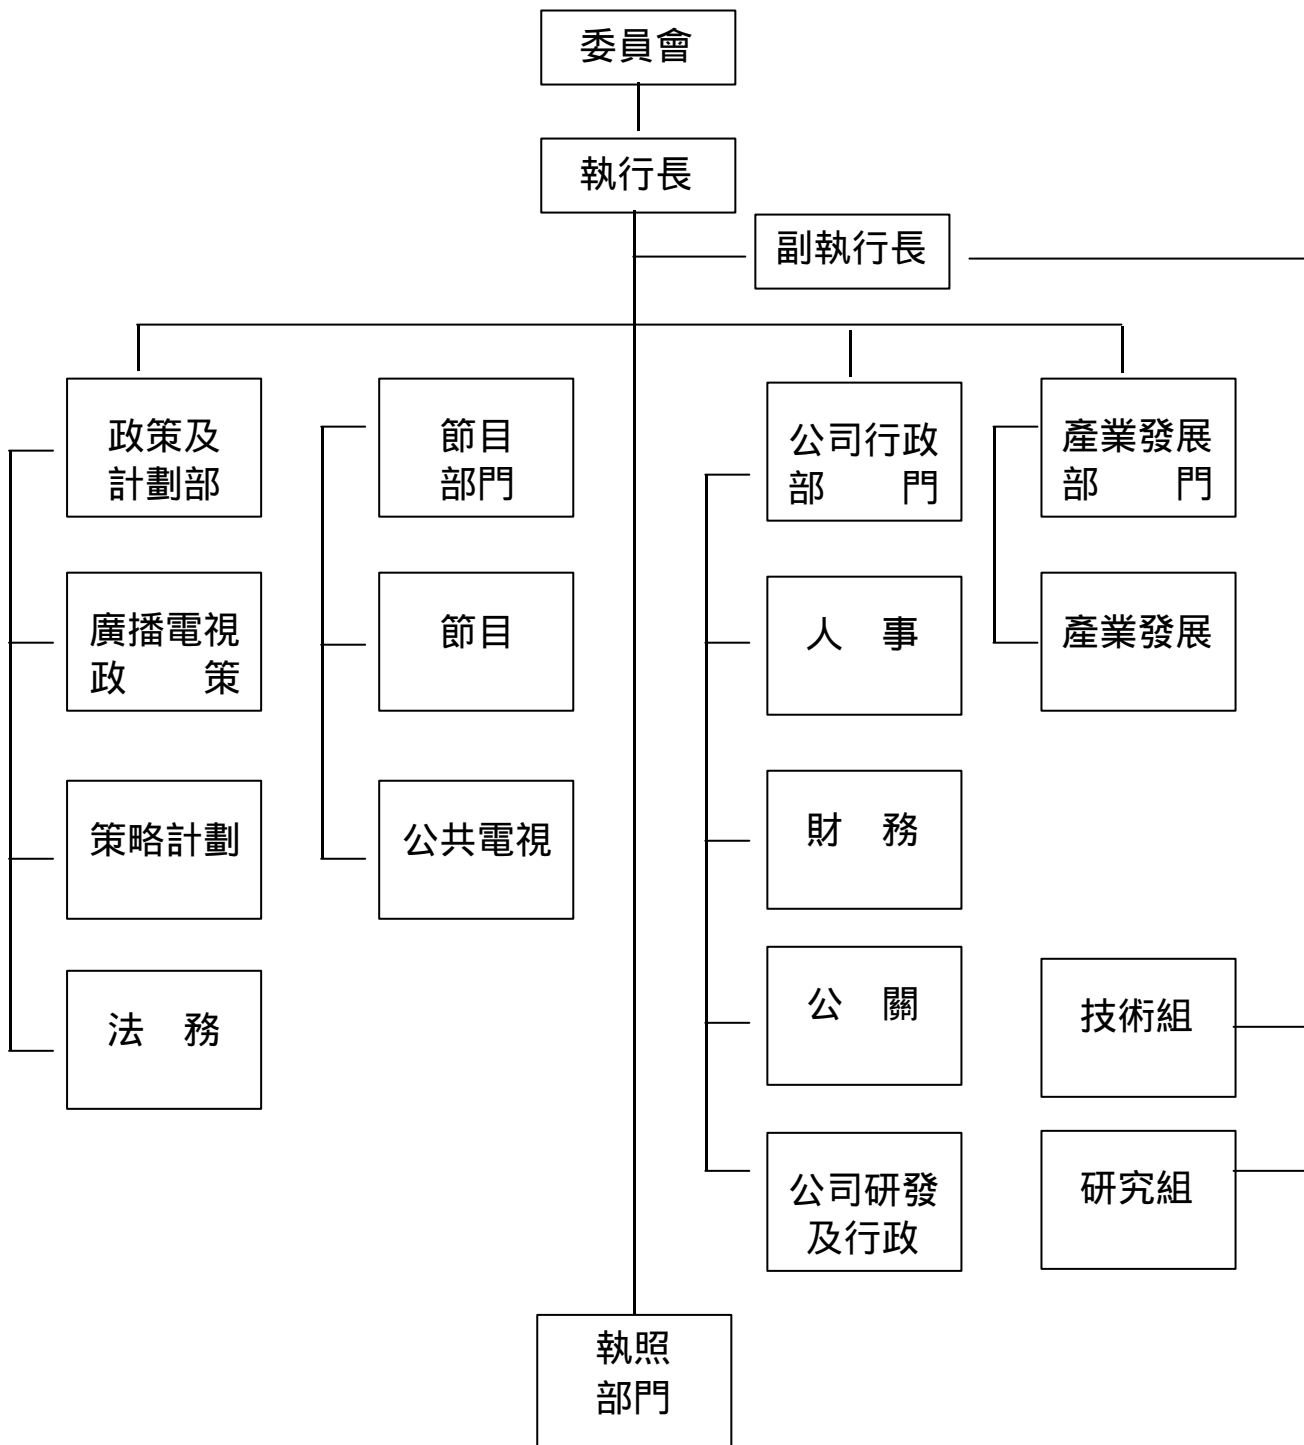 委員會
執行長
副執行長
政策及
計劃部
節目
部門
公司行政
部　　門
產業發展
部　　門
廣播電視
政　　策
節目
人　事
產業發展
策略計劃
公共電視
財　務
法　務
公　關
技術組
公司研發
及行政
研究組
執照
部門